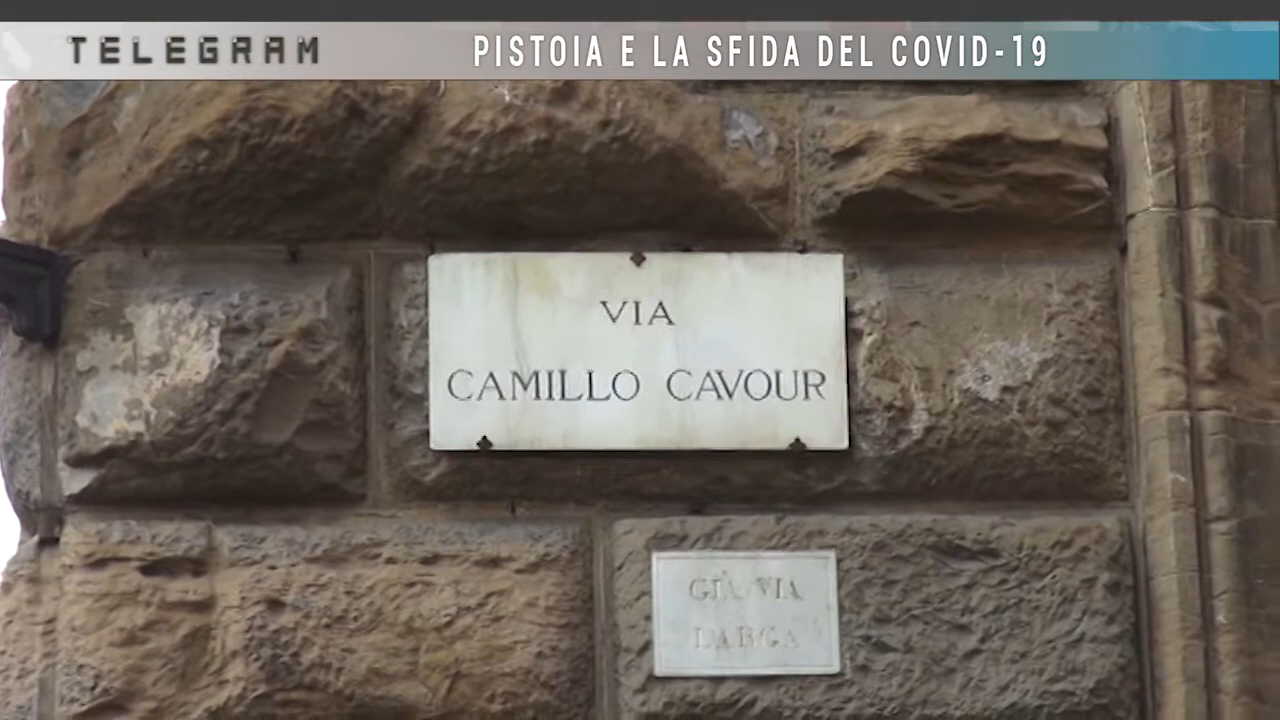 TELEGRAM
PISTOIA E LA SFIDA DEL COVID-19
VIA
CAMILLO CAVOUR
GIÀ VIA
LARGA